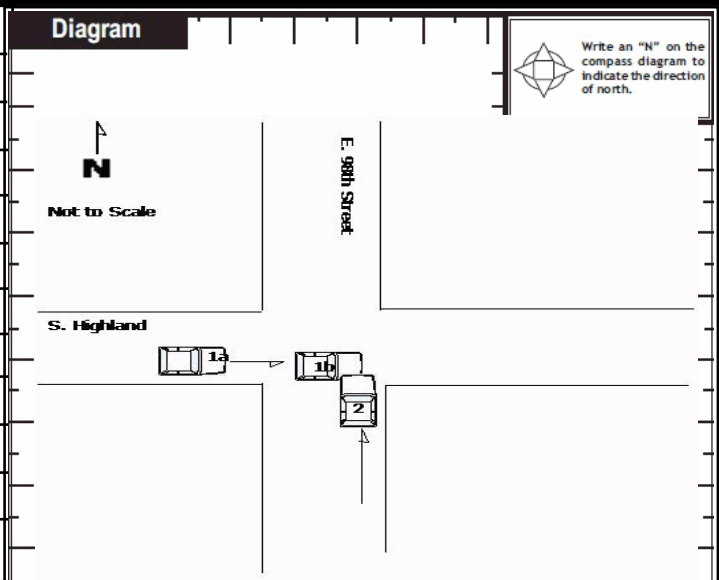 Diagram
Write an “N” on the
compass diagram to
indicate the direction
of north.
N
Not to Scale
E. 98th Street
S. Highland
1a
1b
2